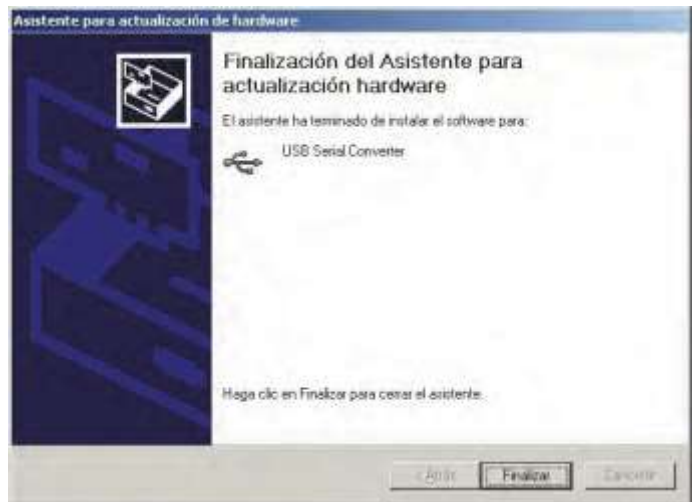 Asistente para actualización de hardware
Finalización del Asistente para
actualización hardware
El asistente ha terminado de instalar el software para:
USB Serial Converter
Haga clic en Finalizar para cerrar el asistente.
< Atrás Finalizar Cancelar